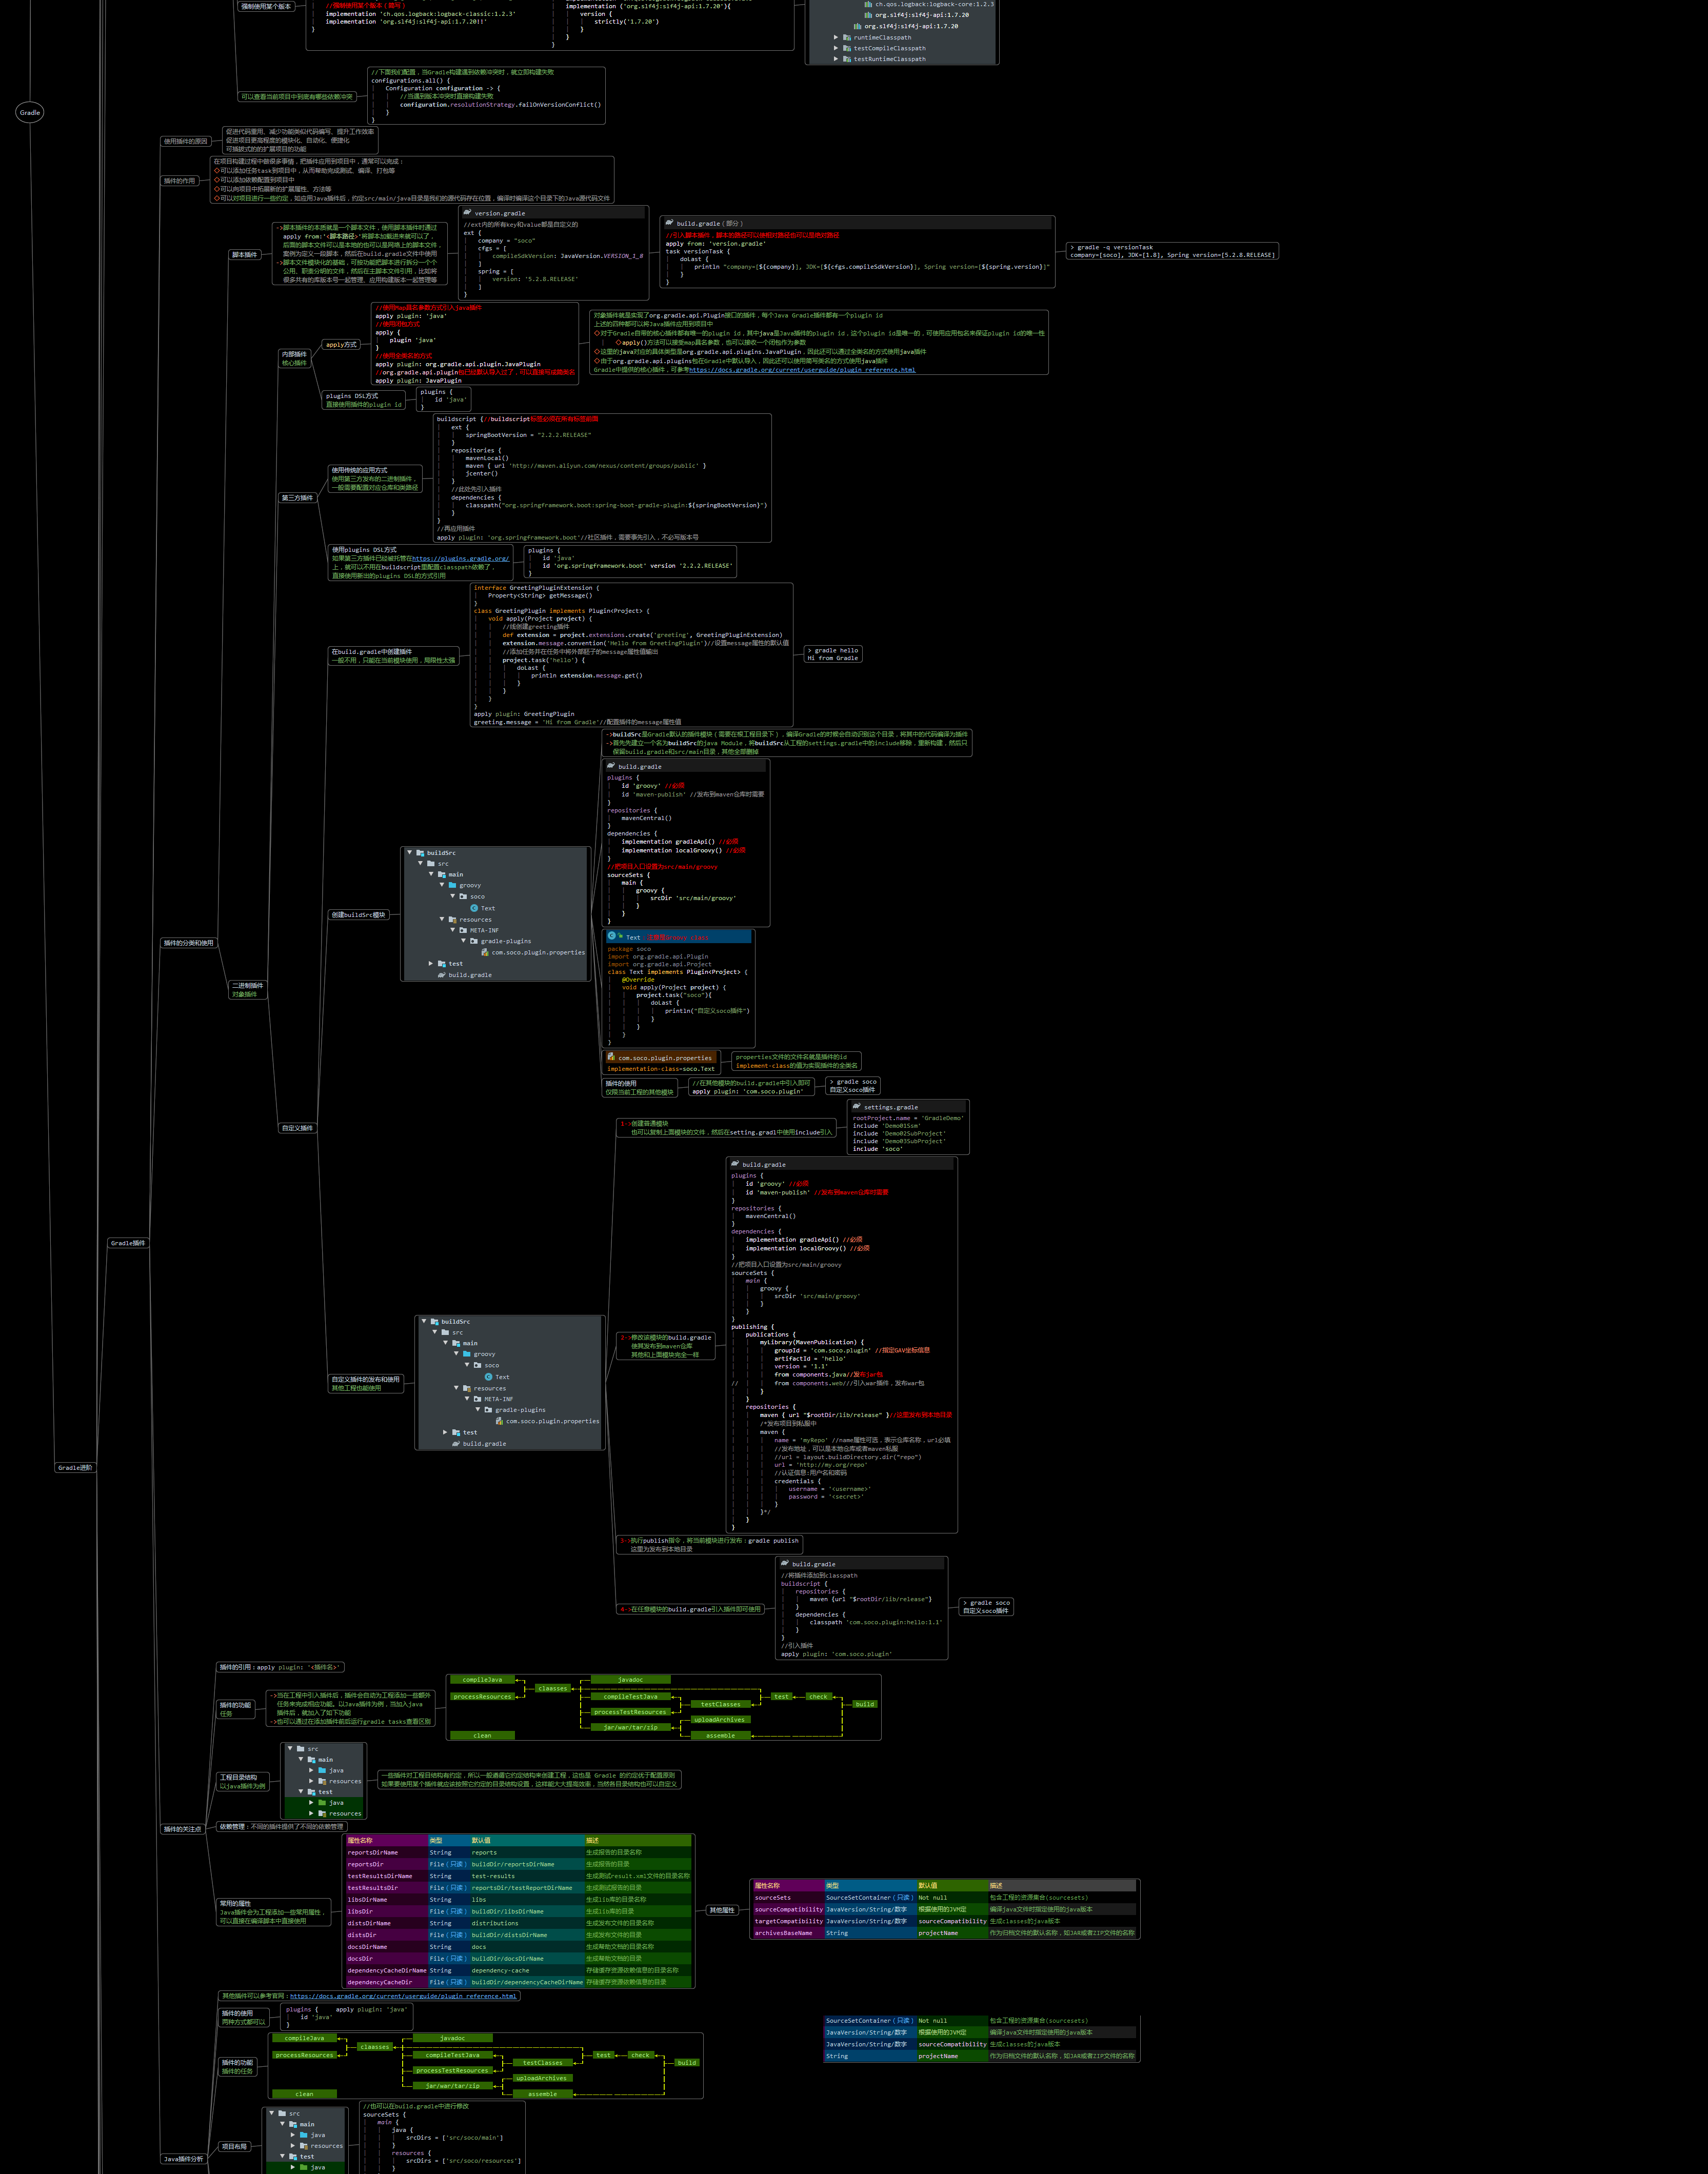 强制使用某个版本
//强制使用某个版本(简写)
implementation 'ch.qos.logback:logback-classic:1.2.3'
implementation 'org.slf4j:slf4j-api:1.7.20!!'
}
implementation ('org.slf4j:slf4j-api:1.7.20'){
version {
strictly('1.7.20')
}
}
}
ch.qos.logback:logback-core:1.2.3
org.slf4j:slf4j-api:1.7.20
org.slf4j:slf4j-api:1.7.20
runtimeClasspath
testCompileClasspath
testRuntimeClasspath
可以查看当前项目中到底有哪些依赖冲突
//下面我们配置，当Gradle构建遇到依赖冲突时，就立即构建失败
configurations.all() {
Configuration configuration -> {
//当遇到版本冲突时直接构建失败
configuration.resolutionStrategy.failOnVersionConflict()
}
}
Gradle
使用插件的原因
促进代码重用、减少功能类似代码编写、提升工作效率
促进项目更高程度的模块化、自动化、便捷化
可插拔式的的扩展项目的功能
插件的作用
在项目构建过程中做很多事情，把插件应用到项目中，通常可以完成：
◇可以添加任务task到项目中，从而帮助完成测试、编译、打包等
◇可以添加依赖配置到项目中
◇可以向项目中拓展新的扩展属性、方法等
◇可以对项目进行一些约定，如应用Java插件后，约定src/main/java目录是我们的源代码存在位置，编译时编译这个目录下的Java源代码文件
脚本插件
->脚本插件的本质就是一个脚本文件，使用脚本插件时通过
apply from:'<脚本路径>'将脚本加载进来就可以了，
后面的脚本文件可以是本地的也可以是网络上的脚本文件，
案例为定义一段脚本，然后在build.gradle文件中使用
->脚本文件模块化的基础，可按功能把脚本进行拆分一个个
公用、职责分明的文件，然后在主脚本文件引用，比如将
很多共有的库版本号一起管理、应用构建版本一起管理等
version.gradle
//ext内的所有key和value都是自定义的
ext {
company = "soco"
cfgs = [
compileSdkVersion: JavaVersion.VERSION_1_8
]
spring = [
version: '5.2.8.RELEASE'
]
}
build.gradle(部分)
//引入脚本插件，脚本的路径可以使相对路径也可以是绝对路径
apply from: 'version.gradle'
task versionTask {
doLast {
println "company=[${company}], JDK=[${cfgs.compileSdkVersion}], Spring version=[${spring.version}]"
}
}
> gradle -q versionTask
company=[soco], JDK=[1.8], Spring version=[5.2.8.RELEASE]
内部插件
核心插件
apply方式
//使用Map具名参数方式引入java插件
apply plugin: 'java'
//使用闭包方式
apply {
plugin 'java'
}
//使用全类名的方式
apply plugin: org.gradle.api.plugin.JavaPlugin
//org.gradle.api.plugin包已经默认导入过了，可以直接写成简类名
apply plugin: JavaPlugin
对象插件就是实现了org.gradle.api.Plugin接口的插件，每个Java Gradle插件都有一个plugin id
上述的四种都可以将Java插件应用到项目中
◇对于Gradle自带的核心插件都有唯一的plugin id，其中java是Java插件的plugin id，这个plugin id是唯一的，可使用应用包名来保证plugin id的唯一性
◇apply()方法可以接受map具名参数，也可以接收一个闭包作为参数
◇这里的java对应的具体类型是org.gradle.api.plugins.JavaPlugin，因此还可以通过全类名的方式使用java插件
◇由于org.gradle.api.plugins包在Gradle中默认导入，因此还可以使用简写类名的方式使用java插件
Gradle中提供的核心插件，可参考https://docs.gradle.org/current/userguide/plugin_reference.html
plugins DSL方式
直接使用插件的plugin id
plugins {
id 'java'
}
第三方插件
使用传统的应用方式
使用第三方发布的二进制插件，
一般需要配置对应仓库和类路径
buildscript {//buildscript标签必须在所有标签前面
ext {
springBootVersion = "2.2.2.RELEASE"
}
repositories {
mavenLocal()
maven { url 'http://maven.aliyun.com/nexus/content/groups/public' }
jcenter()
}
//此处先引入插件
dependencies {
classpath("org.springframework.boot:spring-boot-gradle-plugin:${springBootVersion}")
}
}
//再应用插件
apply plugin: 'org.springframework.boot'//社区插件，需要事先引入，不必写版本号
使用plugins DSL方式
如果第三方插件已经被托管在https://plugins.gradle.org/
上，就可以不用在buildscript里配置classpath依赖了，
直接使用新出的plugins DSL的方式引用
plugins {
id 'java'
id 'org.springframework.boot' version '2.2.2.RELEASE'
}
在build.gradle中创建插件
一般不用，只能在当前模块使用，局限性太强
interface GreetingPluginExtension {
Property<String> getMessage()
}
class GreetingPlugin implements Plugin<Project> {
void apply(Project project) {
//线创建greeting插件
def extension = project.extensions.create('greeting', GreetingPluginExtension)
extension.message.convention('Hello from GreetingPlugin')//设置message属性的默认值
//添加任务并在任务中将外部胚子的message属性值输出
project.task('hello') {
doLast {
println extension.message.get()
}
}
}
}
apply plugin: GreetingPlugin
greeting.message = 'Hi from Gradle'//配置插件的message属性值
> gradle hello
Hi from Gradle
->buildSrc是Gradle默认的插件模块(需要在根工程目录下)，编译Gradle的时候会自动识别这个目录，将其中的代码编译为插件
->首先先建立一个名为buildSrc的java Module，将buildSrc从工程的settings.gradle中的include移除，重新构建，然后只
保留build.gradle和src/main目录，其他全部删掉
build.gradle
plugins {
id 'groovy' //必须
id 'maven-publish' //发布到maven仓库时需要
}
repositories {
mavenCentral()
}
dependencies {
implementation gradleApi() //必须
implementation localGroovy() //必须
}
//把项目入口设置为src/main/groovy
sourceSets {
main {
groovy {
srcDir 'src/main/groovy'
}
}
}
创建buildSrc模块
buildSrc
src
main
groovy
soco
Text
resources
META-INF
gradle-plugins
com.soco.plugin.properties
test
build.gradle
插件的分类和使用
二进制插件
对象插件
Text
package soco
import org.gradle.api.Plugin
import org.gradle.api.Project
class Text implements Plugin<Project> {
@Override
void apply(Project project) {
project.task("soco"){
doLast {
println("自定义soco插件")
}
}
}
}
com.soco.plugin.properties
implementation-class=soco.Text
properties文件的文件名就是插件的id
implement-class的值为实现插件的全类名
插件的使用
仅限当前工程的其他模块
//在其他模块的build.gradle中引入即可
apply plugin: 'com.soco.plugin'
> gradle soco
自定义soco插件
自定义插件
1->创建普通模块
也可以复制上面模块的文件，然后在setting.gradl中使用include引入
settings.gradle
rootProject.name = 'GradleDemo'
include 'Demo01Ssm'
include 'Demo02SubProject'
include 'Demo03SubProject'
include 'soco'
Gradle插件
build.gradle
plugins {
id 'groovy' //必须
id 'maven-publish' //发布到maven仓库时需要
}
repositories {
mavenCentral()
}
dependencies {
implementation gradleApi() //必须
implementation localGroovy() //必须
}
//把项目入口设置为src/main/groovy
sourceSets {
main {
groovy {
srcDir 'src/main/groovy'
}
}
}
publishing {
publications {
myLibrary(MavenPublication) {
groupId = 'com.soco.plugin' //指定GAV坐标信息
artifactId = 'hello'
version = '1.1'
from components.java//发布jar包
// from components.web///引入war插件，发布war包
}
}
repositories {
maven { url "$rootDir/lib/release" }//这里发布到本地目录
/*发布项目到私服中
maven {
name = 'myRepo' //name属性可选，表示仓库名称，url必填
//发布地址，可以是本地仓库或者maven私服
//url = layout.buildDirectory.dir("repo")
url = 'http://my.org/repo'
//认证信息:用户名和密码
credentials {
username = '<username>'
password = '<secret>'
}
}*/
}
}
2->修改该模块的build.gradle
使其发布到maven仓库
其他和上面模块完全一样
自定义插件的发布和使用
其他工程也能使用
buildSrc
src
main
groovy
soco
Text
resources
META-INF
gradle-plugins
com.soco.plugin.properties
test
build.gradle
Gradle进阶
3->执行publish指令，将当前模块进行发布：gradle publish
这里为发布到本地目录
4->在任意模块的build.gradle引入插件即可使用
build.gradle
//将插件添加到classpath
buildscript {
repositories {
maven {url "$rootDir/lib/release"}
}
dependencies {
classpath 'com.soco.plugin:hello:1.1'
}
}
//引入插件
apply plugin: 'com.soco.plugin'
> gradle soco
自定义soco插件
插件的引用：apply plugin: '<插件名>'
插件的功能
任务
->当在工程中引入插件后，插件会自动为工程添加一些额外
任务来完成相应功能。以Java插件为例，当加入java
插件后，就加入了如下功能
->也可以通过在添加插件前后运行gradle tasks查看区别
compileJava
processResources
claasses
javadoc
compileTestJava
processTestResources
jar/war/tar/zip
testClasses
uploadArchives
assemble
test
check
build
clean
工程目录结构
以java插件为例
src
main
java
resources
test
java
resources
一些插件对工程目结构有约定，所以一般遵循它约定结构来创建工程，这也是 Gradle 的约定优于配置原则
如果要使用某个插件就应该按照它约定的目录结构设置，这样能大大提高效率，当然各目录结构也可以自定义
插件的关注点
依赖管理：不同的插件提供了不同的依赖管理
常用的属性
Java插件会为工程添加一些常用属性，
可以直接在编译脚本中直接使用
属性名称 类型 默认值 描述
reportsDirName String reports 生成报告的目录名称
reportsDir File(只读) buildDir/reportsDirName 生成报告的目录
testResultsDirName String test-results 生成测试result.xml文件的目录名称
testResultsDir File(只读) reportsDir/testReportDirName 生成测试报告的目录
libsDirName String libs 生成lib库的目录名称
libsDir File(只读) buildDir/libsDirName 生成lib库的目录
distsDirName String distributions 生成发布文件的目录名称
distsDir File(只读) buildDir/distsDirName 生成发布文件的目录
docsDirName String docs 生成帮助文档的目录名称
docsDir File(只读) buildDir/docsDirName 生成帮助文档的目录
dependencyCacheDirName String dependency-cache 存储缓存资源依赖信息的目录名称
dependencyCacheDir File(只读) buildDir/dependencyCacheDirName 存储缓存资源依赖信息的目录
其他属性
属性名称 类型 默认值 描述
sourceSets SourceSetContainer(只读) Not null 包含工程的资源集合(sourcesets)
sourceCompatibility JavaVersion/String/数字 根据使用的JVM定 编译java文件时指定使用的java版本
targetCompatibility JavaVersion/String/数字 sourceCompatibility 生成classes的java版本
archivesBaseName String projectName 作为归档文件的默认名称，如JAR或者ZIP文件的名称
其他插件可以参考官网：https://docs.gradle.org/current/userguide/plugin_reference.html
插件的使用
两种方式都可以
plugins { apply plugin: 'java'
id 'java'
}
SourceSetContainer(只读) Not null 包含工程的资源集合(sourcesets)
JavaVersion/String/数字 根据使用的JVM定 编译java文件时指定使用的java版本
JavaVersion/String/数字 sourceCompatibility 生成classes的java版本
String projectName 作为归档文件的默认名称，如JAR或者ZIP文件的名称
插件的功能
插件的任务
compileJava
processResources
claasses
javadoc
compileTestJava
processTestResources
jar/war/tar/zip
testClasses
uploadArchives
assemble
test
check
build
clean
Java插件分析
项目布局
src
main
java
resources
test
java
//也可以在build.gradle中进行修改
sourceSets {
main {
java {
srcDirs = ['src/soco/main']
}
resources {
srcDirs = ['src/soco/resources']
}